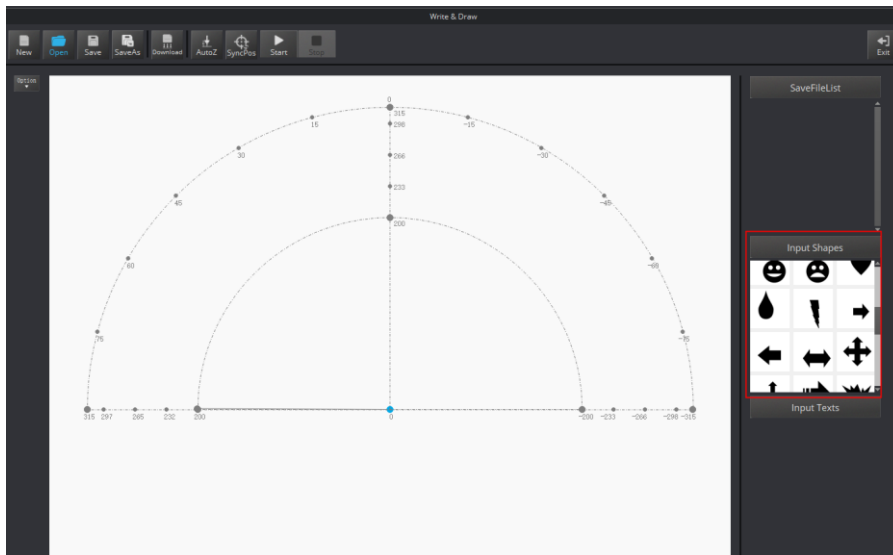 Write & Draw
New Open Save SaveAs Download AutoZ SyncPos Start Stop Exit
Option
SaveFileList
0
315
15 298 -15
30 266 -30
45 233 -45
200
60 -60
75 -75
315 297 265 232 200 0 -200 -233 -266 -298 -315
Input Shapes
Input Texts